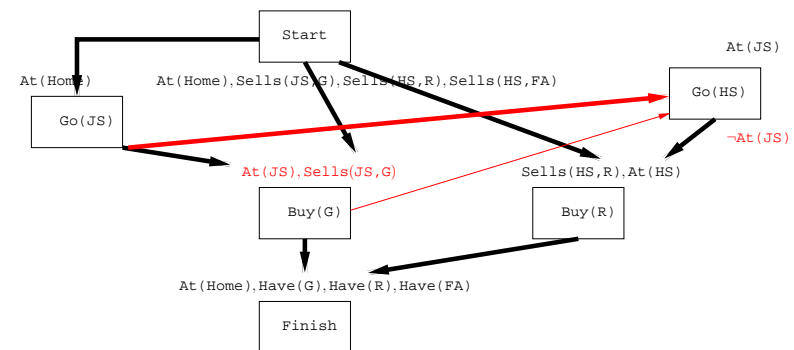 Start
At(JS)
At(Home)
At(Home),Sells(JS,G),Sells(HS,R),Sells(HS,FA)
Go(HS)
Go(JS)
¬At(JS)
At(JS),Sells(JS,G)
Sells(HS,R),At(HS)
Buy(G)
Buy(R)
At(Home),Have(G),Have(R),Have(FA)
Finish